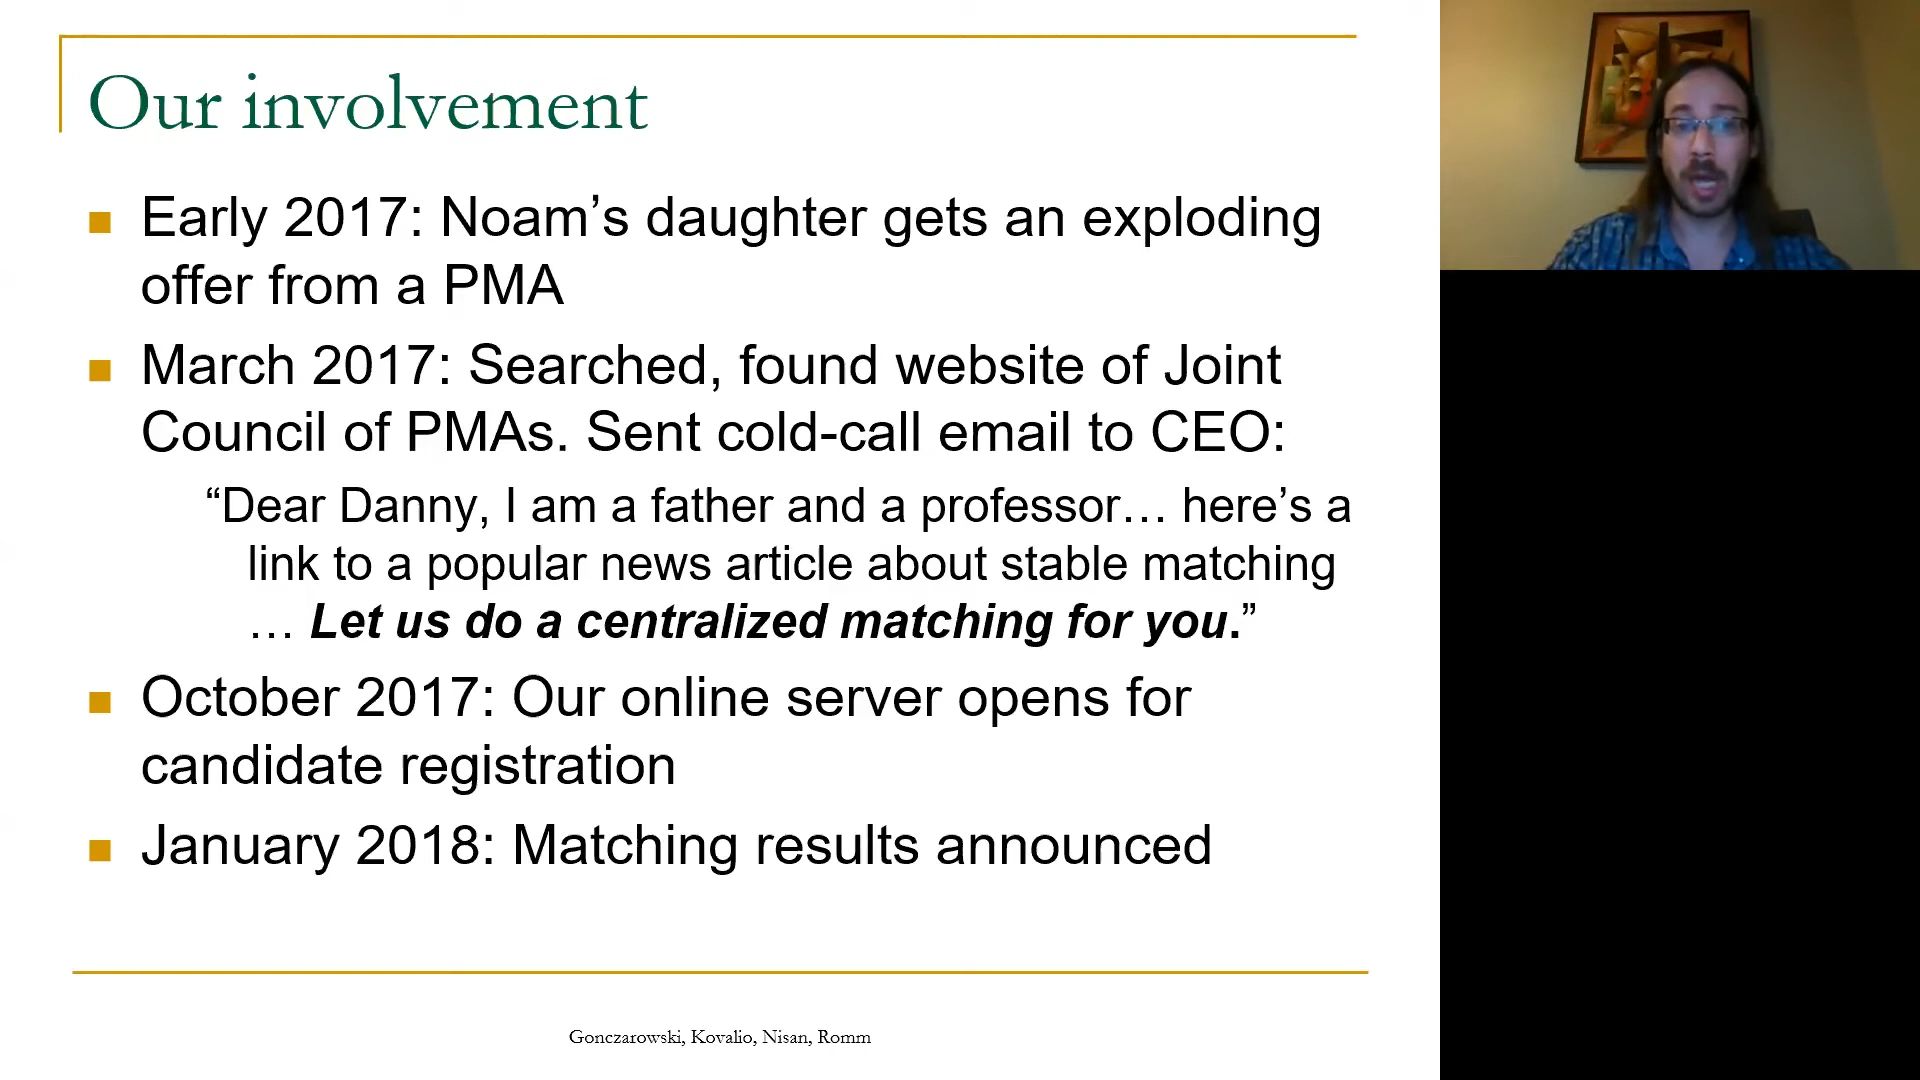 Our involvement
Early 2017: Noam’s daughter gets an exploding
offer from a PMA
March 2017: Searched, found website of Joint
Council of PMAs. Sent cold-call email to CEO:
“Dear Danny, I am a father and a professor… here’s a
link to a popular news article about stable matching
… Let us do a centralized matching for you.”
October 2017: Our online server opens for
candidate registration
January 2018: Matching results announced
Gonczarowski, Kovalio, Nisan, Romm